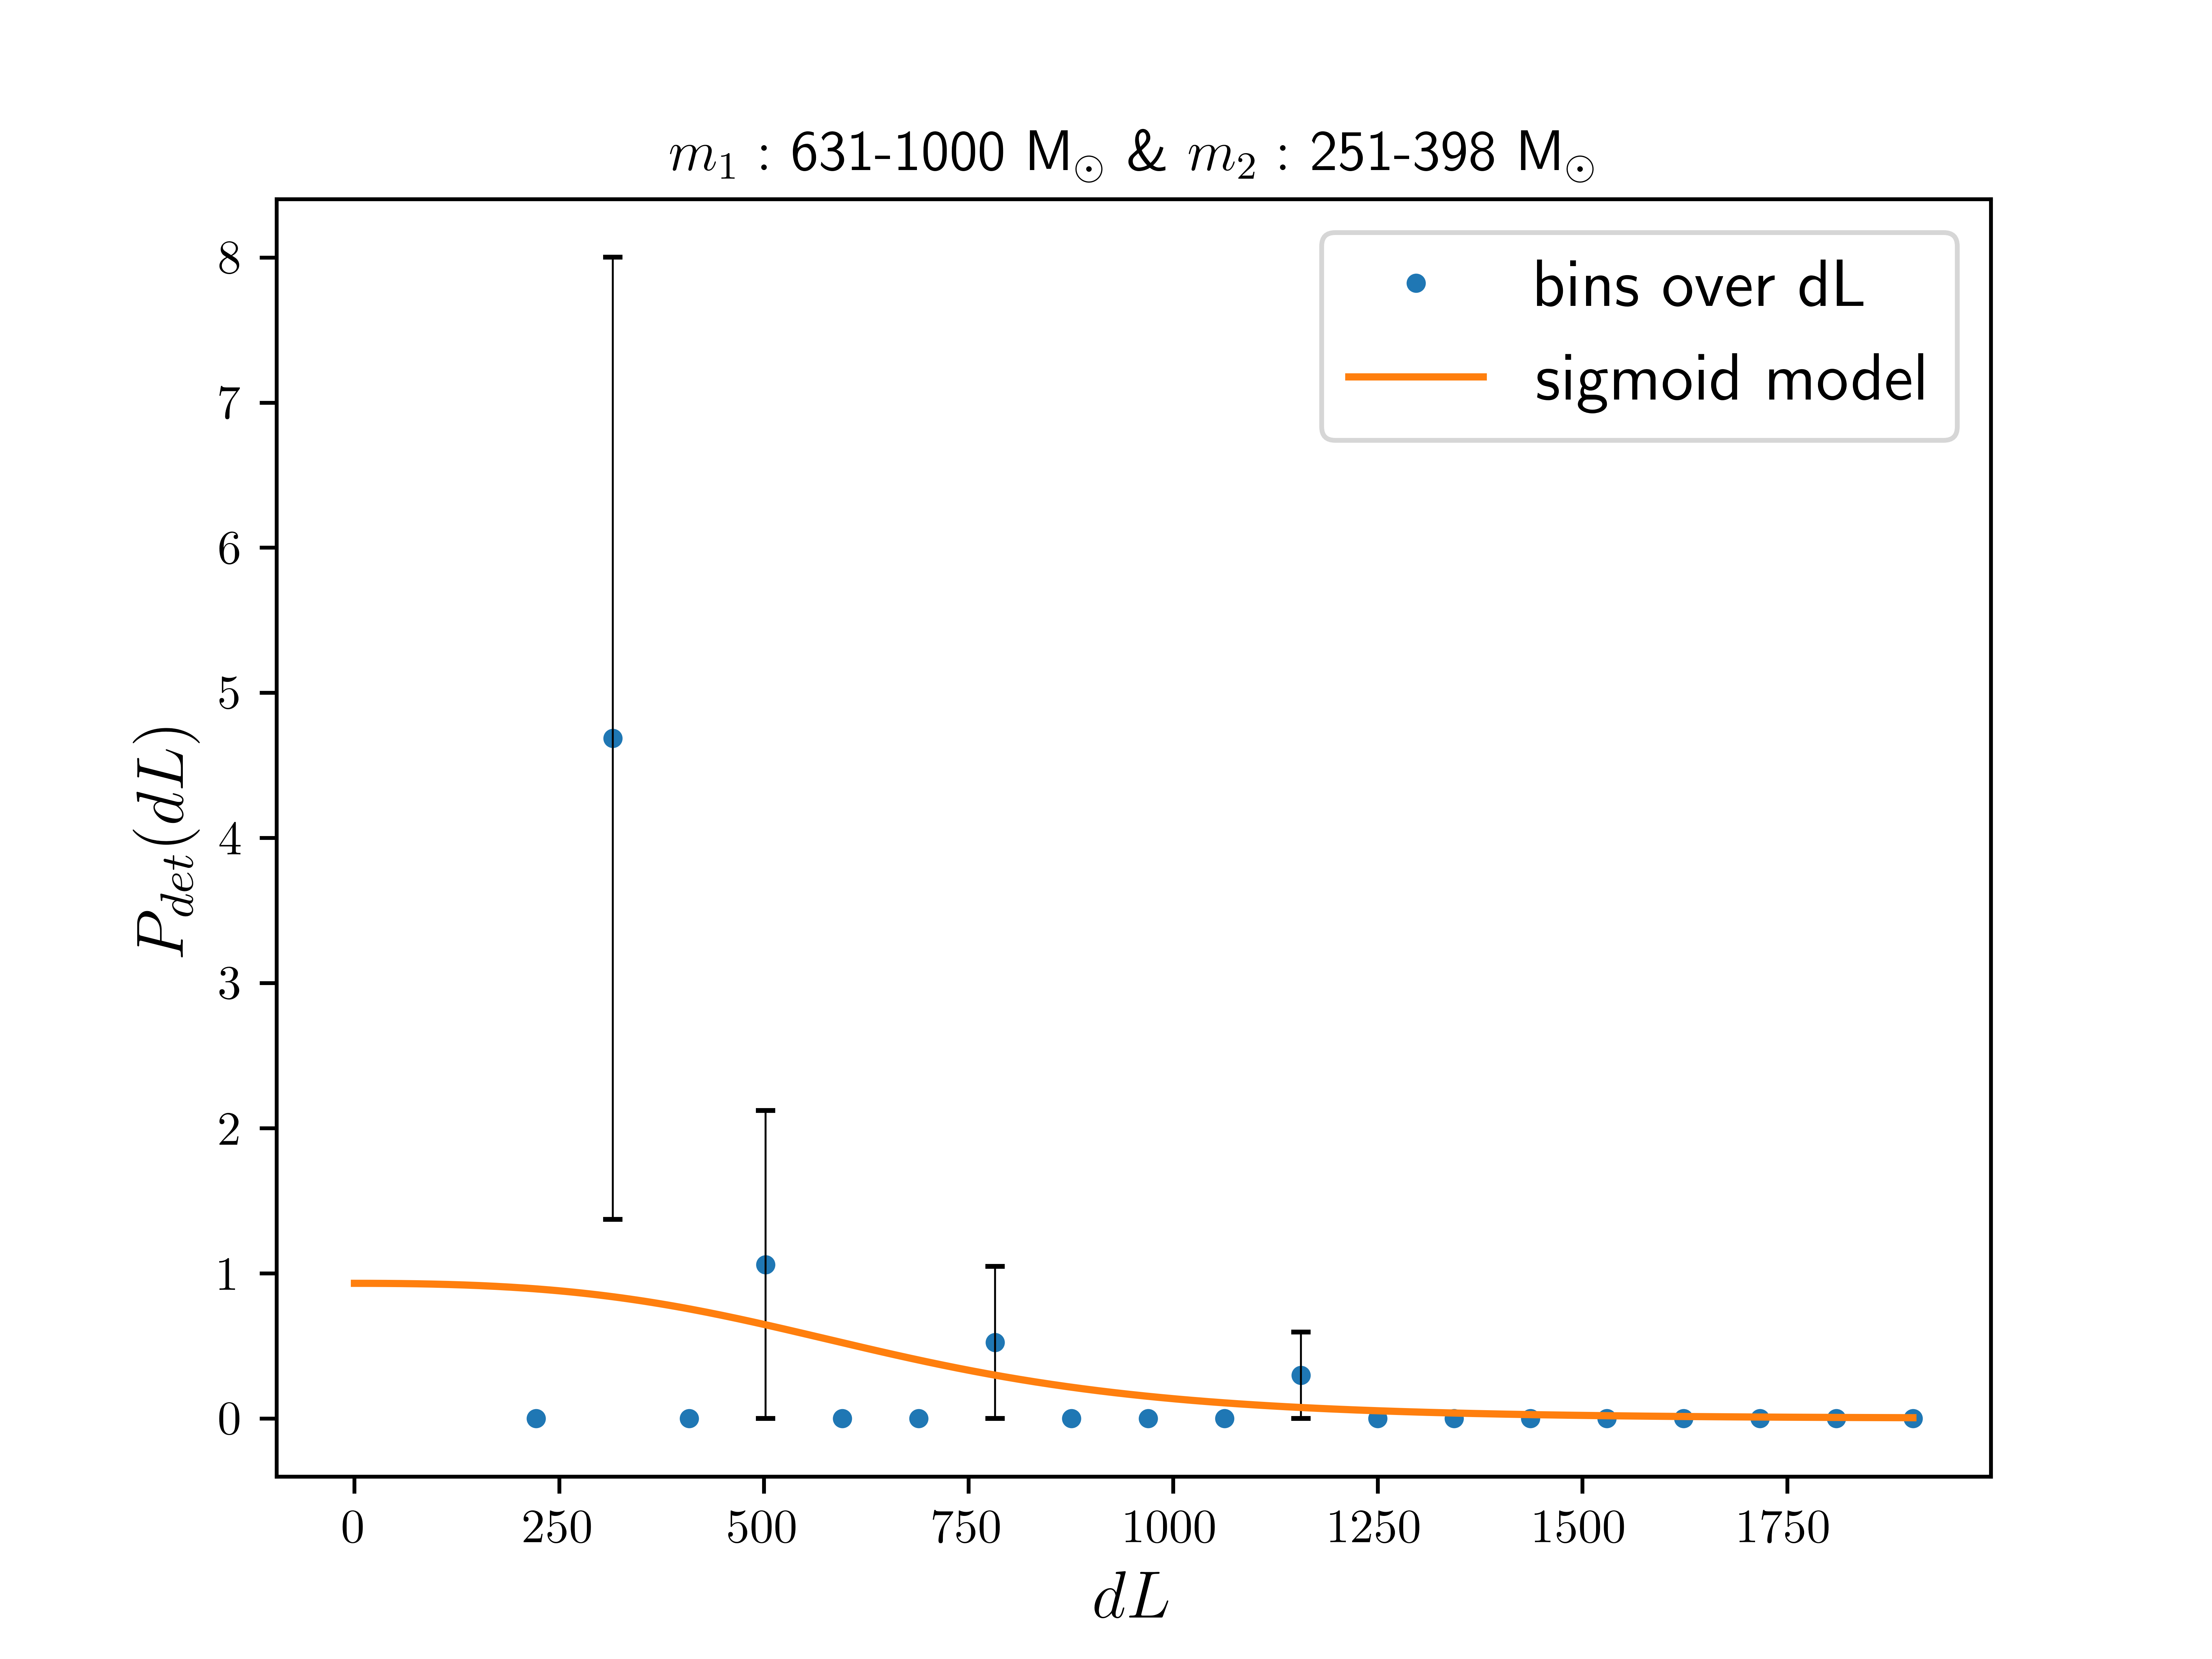 m₁ : 631-1000 M⊙ & m₂ : 251-398 M⊙
bins over dL
sigmoid model
8
7
6
5
4
3
2
1
0
P_det(dL)
0 250 500 750 1000 1250 1500 1750
dL